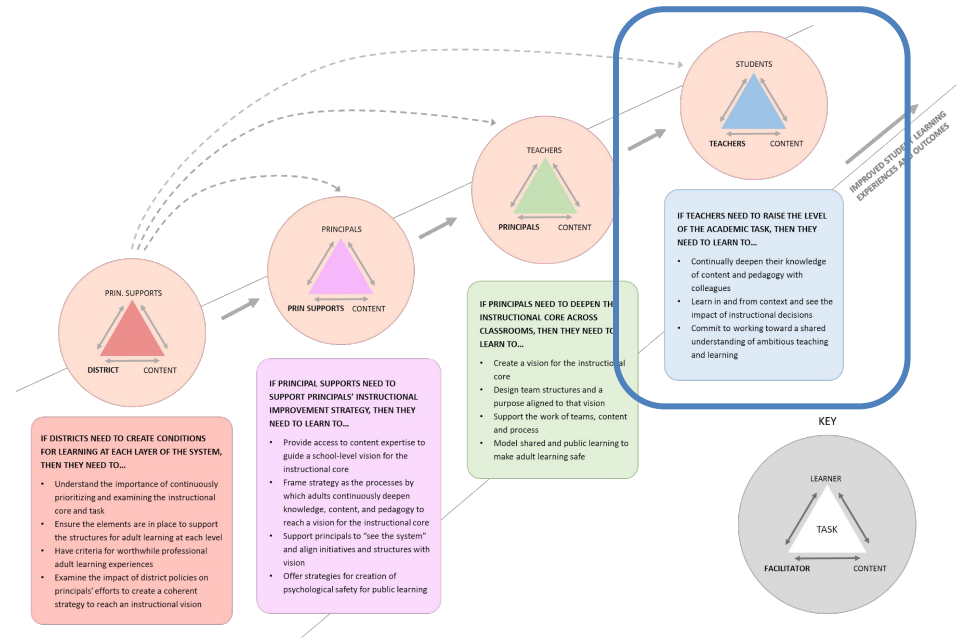 STUDENTS
TEACHERS
CONTENT
IMPROVED STUDENT LEARNING
EXPERIENCES AND OUTCOMES
TEACHERS
PRINCIPALS
CONTENT
PRINCIPALS
PRIN SUPPORTS
CONTENT
PRIN. SUPPORTS
DISTRICT
CONTENT
IF DISTRICTS NEED TO CREATE CONDITIONS
FOR LEARNING AT EACH LAYER OF THE SYSTEM,
THEN THEY NEED TO…
• Understand the importance of continuously
prioritizing and examining the instructional
core and task
• Ensure the elements are in place to support
the structures for adult learning at each level
• Have criteria for worthwhile professional
adult learning experiences
• Examine the impact of district policies on
principals’ efforts to create a coherent
strategy to reach an instructional vision
IF PRINCIPAL SUPPORTS NEED TO
SUPPORT PRINCIPALS’ INSTRUCTIONAL
IMPROVEMENT STRATEGY, THEN THEY
NEED TO LEARN TO…
• Provide access to content expertise to
guide a school-level vision for the
instructional core
• Frame strategy as the processes by
which adults continuously deepen
knowledge, content, and pedagogy to
reach a vision for the instructional core
• Support principals to “see the system”
and align initiatives and structures with
vision
• Offer strategies for creation of
psychological safety for public learning
IF PRINCIPALS NEED TO DEEPEN THE
INSTRUCTIONAL CORE ACROSS
CLASSROOMS, THEN THEY NEED TO
LEARN TO…
• Create a vision for the instructional
core
• Design team structures and a
purpose aligned to that vision
• Support the work of teams, content
and process
• Model shared and public learning to
make adult learning safe
IF TEACHERS NEED TO RAISE THE LEVEL
OF THE ACADEMIC TASK, THEN THEY
NEED TO LEARN TO…
• Continually deepen their knowledge
of content and pedagogy with
colleagues
• Learn in and from context and see the
impact of instructional decisions
• Commit to working toward a shared
understanding of ambitious teaching
and learning
KEY
LEARNER
TASK
FACILITATOR
CONTENT